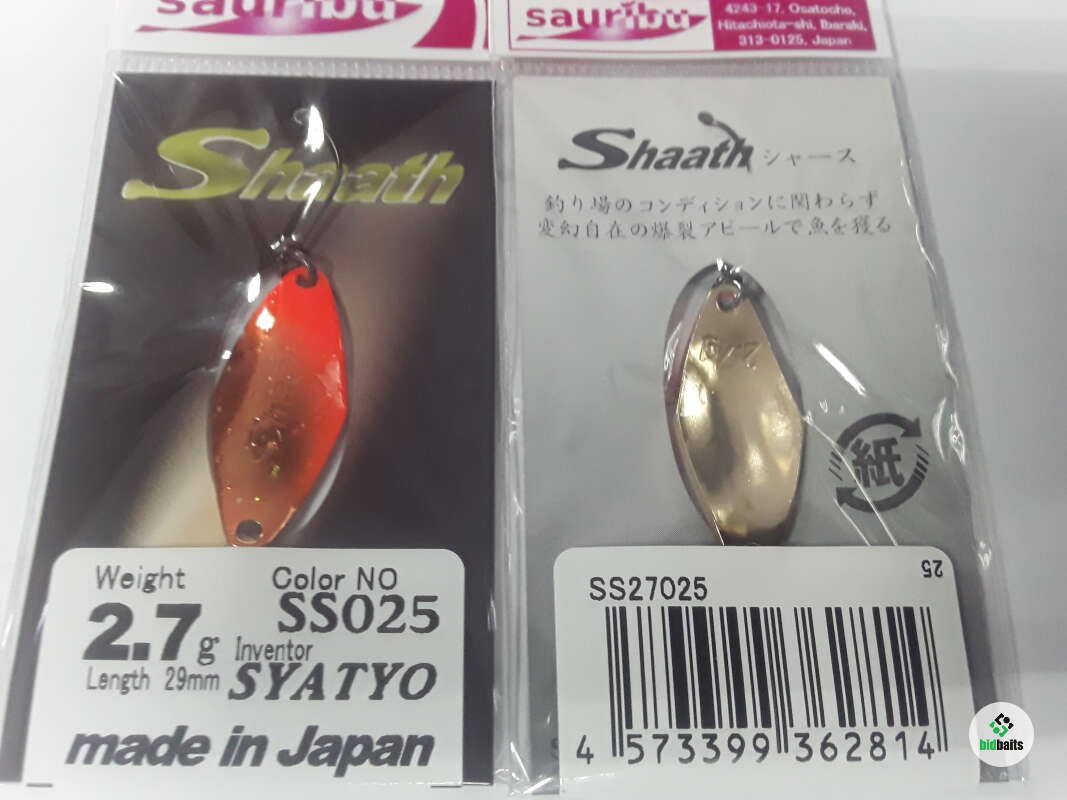 sauribu
Shaath
Weight
2.7g
Length 29mm
Color NO
SS025
Inventor
SYATYO
made in Japan
sauribu
4243-17, Osatocho,
Hitachiota-shi, Ibaraki,
313-0125, Japan
Shaath シャース
釣り場のコンディションに関わらず
変幻自在の爆裂アピールで魚を獲る
紙
2.7g
SS27025
25
4 573399 362814
bidbaits